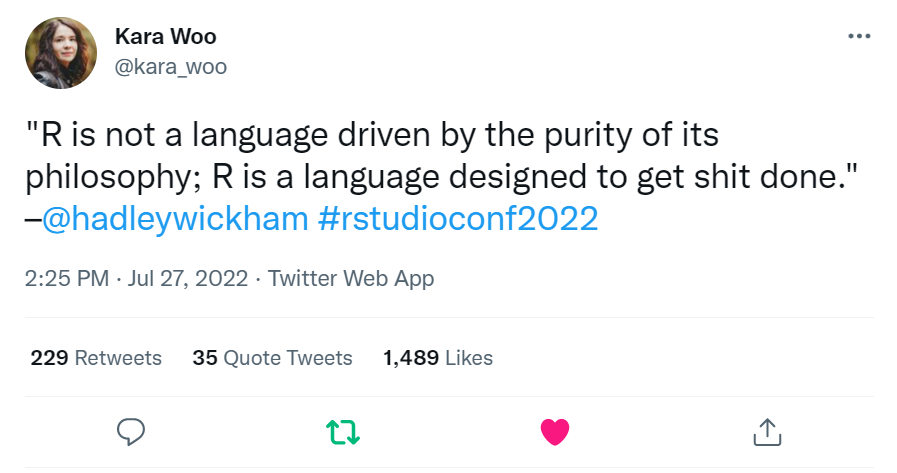 Kara Woo
@kara_woo
"R is not a language driven by the purity of its
philosophy; R is a language designed to get shit done."
–@hadleywickham #rstudioconf2022
2:25 PM · Jul 27, 2022 · Twitter Web App
229 Retweets 35 Quote Tweets 1,489 Likes